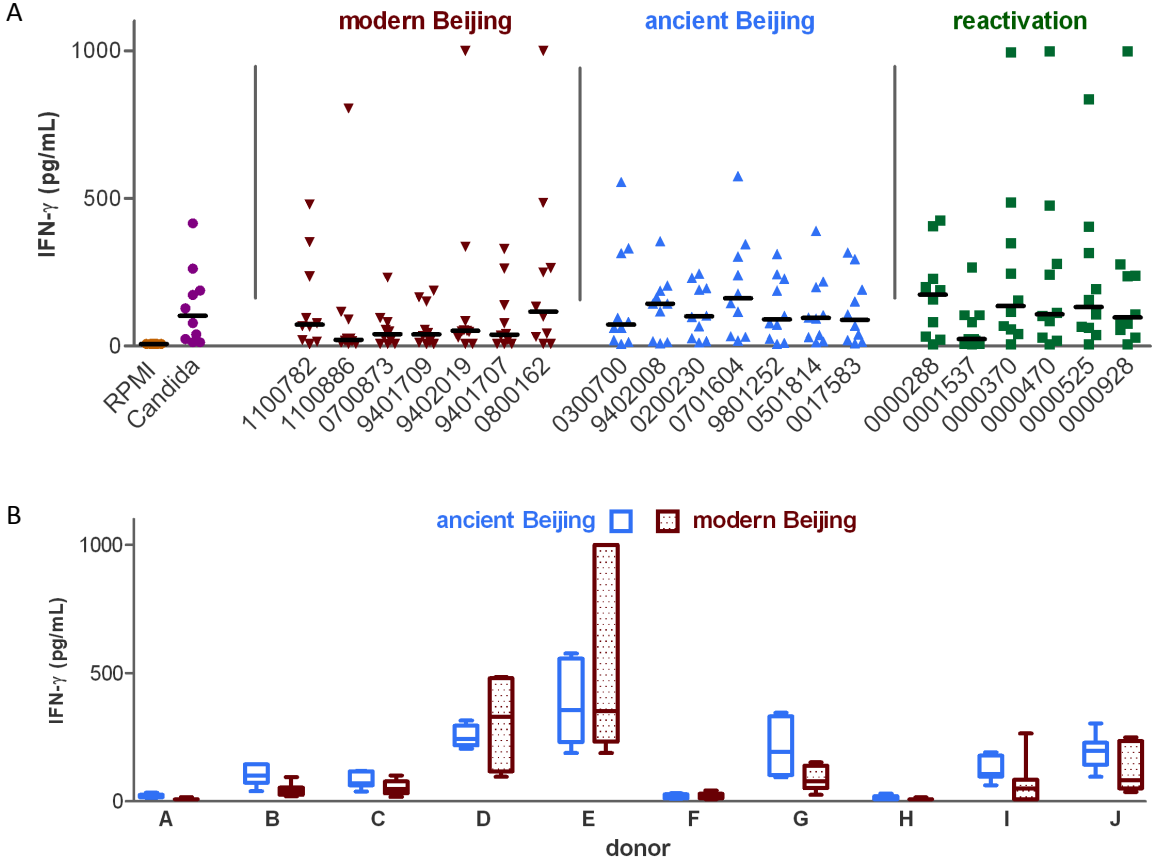 A
modern Beijing
ancient Beijing
reactivation
IFN-γ (pg/mL)
1000
500
0
RPMI
Candida
1100782
1100886
0700873
9401709
9402019
9401707
0800162
0300700
9402008
0200230
0701604
9801252
0501814
0017583
0000288
0001537
0000370
0000470
0000525
0000928
B
ancient Beijing
modern Beijing
IFN-γ (pg/mL)
1000
500
0
A B C D E F G H I J
donor